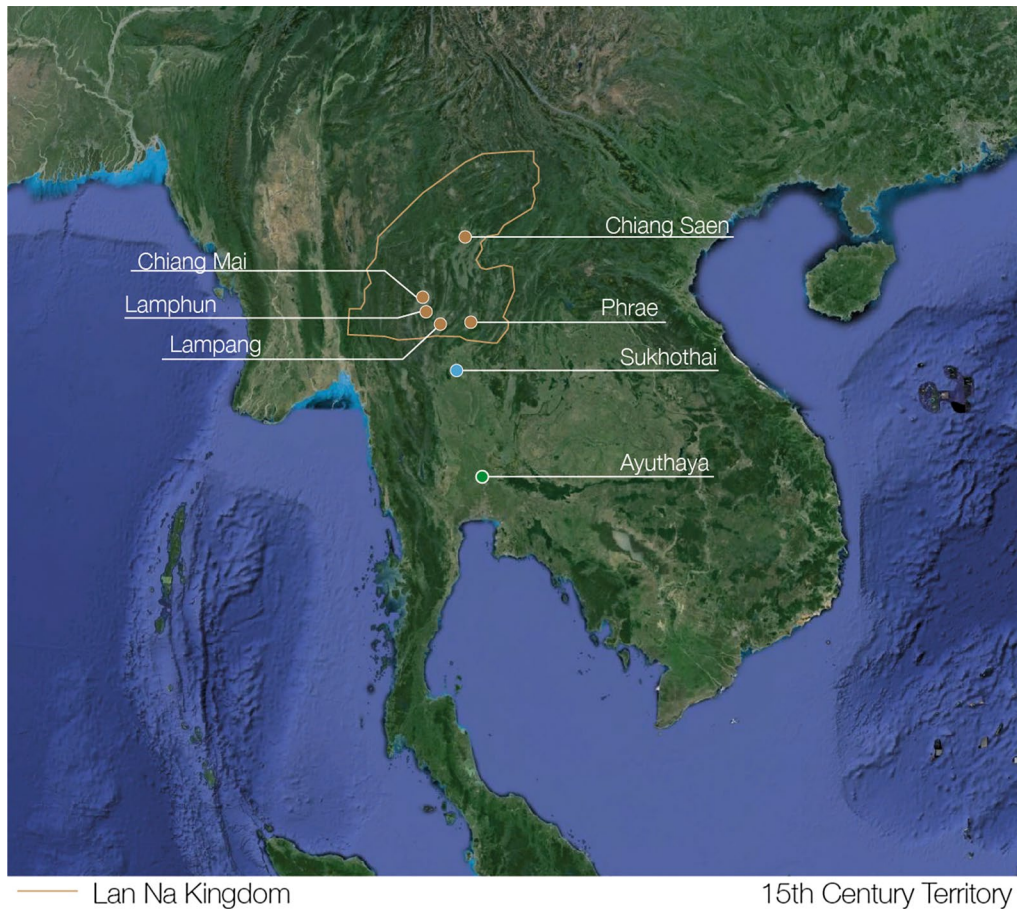 Chiang Saen
Chiang Mai
Lamphun
Phrae
Lampang
Sukhothai
Ayuthaya
Lan Na Kingdom
15th Century Territory